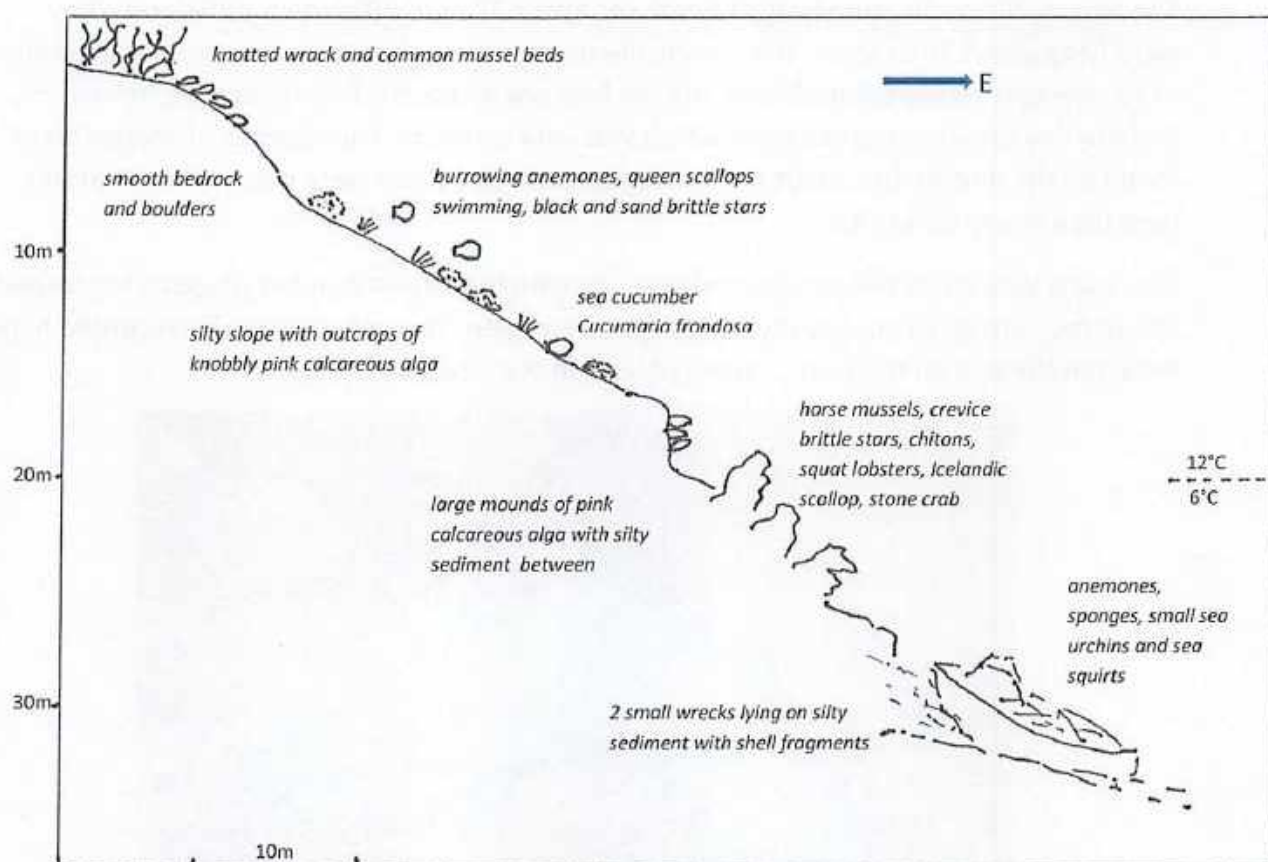 knotted wrack and common mussel beds
E
smooth bedrock
and boulders
burrowing anemones, queen scallops
swimming, black and sand brittle stars
10m
sea cucumber
Cucumaria frondosa
silty slope with outcrops of
knobbly pink calcareous alga
horse mussels, crevice
brittle stars, chitons,
squat lobsters, Icelandic
scallop, stone crab
20m
12°C
6°C
large mounds of pink
calcareous alga with silty
sediment between
anemones,
sponges, small sea
urchins and sea
squirts
30m
2 small wrecks lying on silty
sediment with shell fragments
10m